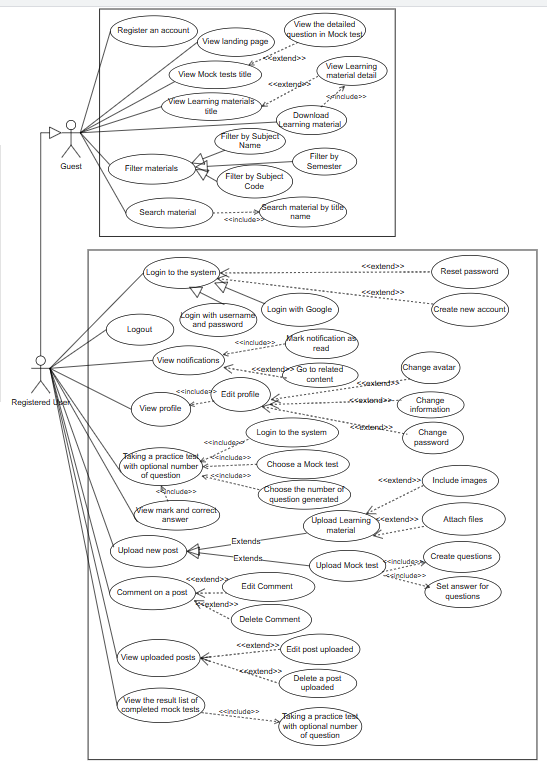 Register an account
View landing page
View the detailed
question in Mock test
<<extend>>
View Mock tests title
View Learning
material detail
<<extend>>
View Learning materials
title
<<include>>
Download
Learning material
Guest
Filter by Subject
Name
Filter materials
Filter by
Semester
Filter by Subject
Code
Search material
<<include>>
Search material by title
name
Login to the system
<<extend>>
Reset password
<<extend>>
Create new account
Login with username
and password
Login with Google
Logout
<<include>>
Mark notification as
read
View notifications
<<extend>>
Go to related
content
Registered User
View profile
<<include>>
Edit profile
<<extend>>
Change avatar
<<extend>>
Change
information
<<extend>>
Change
password
Login to the system
<<include>>
Taking a practice test
with optional number
of question
<<include>>
Choose a Mock test
<<include>>
Choose the number of
question generated
<<include>>
View mark and correct
answer
<<extend>>
Include images
Upload Learning
material
<<extend>>
Attach files
Upload new post
Extends
Extends
Upload Mock test
<<include>>
Create questions
<<include>>
Set answer for
questions
Comment on a post
<<extend>>
Edit Comment
<<extend>>
Delete Comment
View uploaded posts
<<extend>>
Edit post uploaded
<<extend>>
Delete a post
uploaded
View the result list of
completed mock tests
<<include>>
Taking a practice test
with optional number
of question